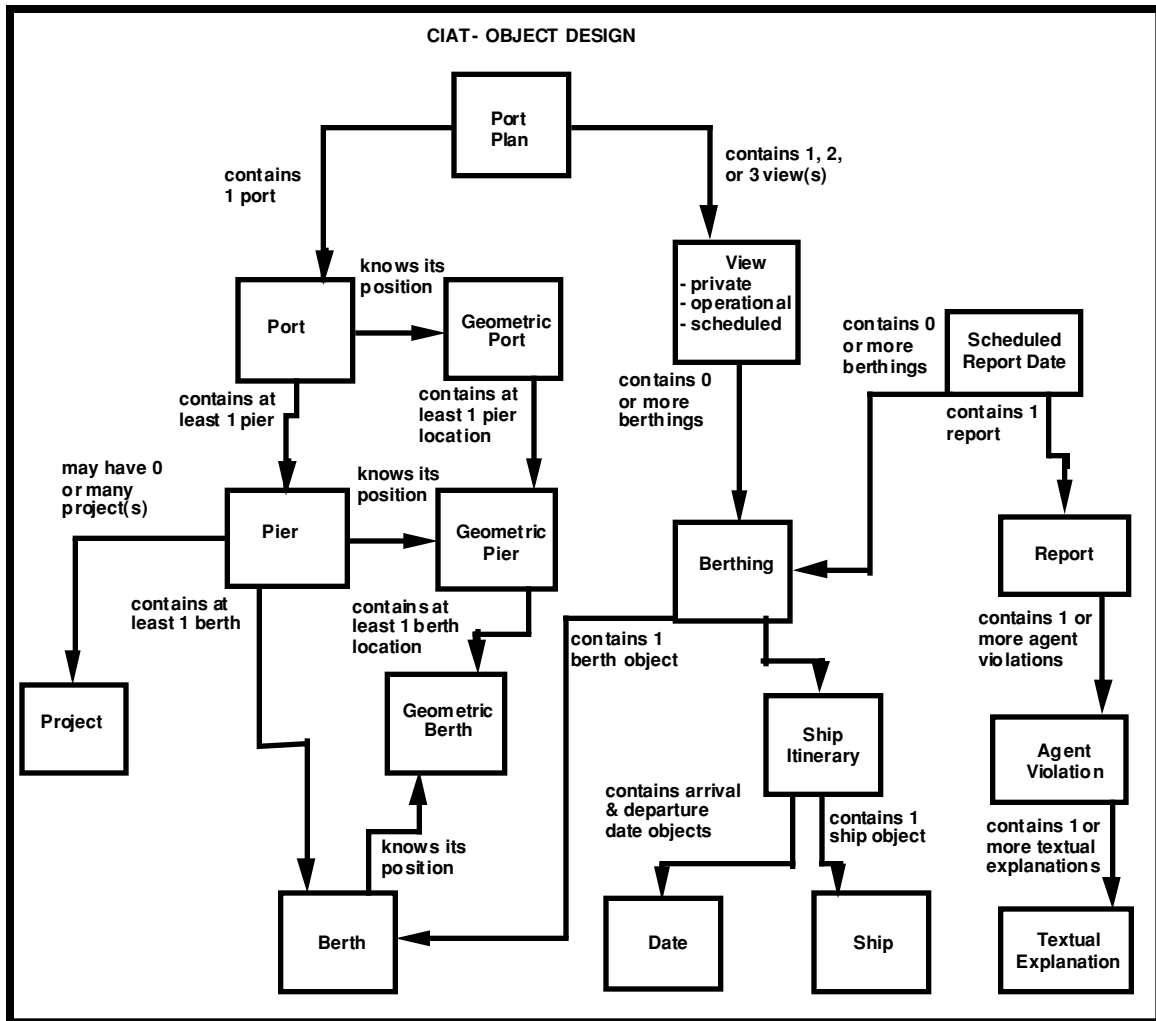 CIAT- OBJECT DESIGN
Port
Plan
contains
1 port
contains 1, 2,
or 3 view(s)
knows its
position
Port
Geometric
Port
View
- private
- operational
- scheduled
contains 0
or more
berthings
Scheduled
Report Date
contains at
least 1 pier
contains at
least 1 pier
location
contains 0
or more
berthings
contains 1
report
may have 0
or many
project(s)
knows its
position
Pier
Geometric
Pier
Berthing
Report
contains at
least 1 berth
contains at
least 1 berth
location
contains 1
berth object
contains 1 or
more agent
violations
Project
Geometric
Berth
Ship
Itinerary
Agent
Violation
knows its
position
contains arrival
& departure
date objects
contains 1
ship object
contains 1 or
more textual
explanations
Berth
Date
Ship
Textual
Explanation